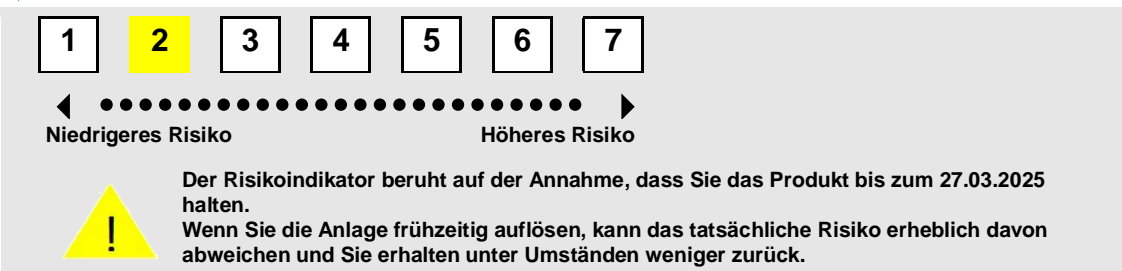 1 2 3 4 5 6 7
Niedrigeres Risiko Höheres Risiko
! Der Risikoindikator beruht auf der Annahme, dass Sie das Produkt bis zum 27.03.2025
halten.
Wenn Sie die Anlage frühzeitig auflösen, kann das tatsächliche Risiko erheblich davon
abweichen und Sie erhalten unter Umständen weniger zurück.